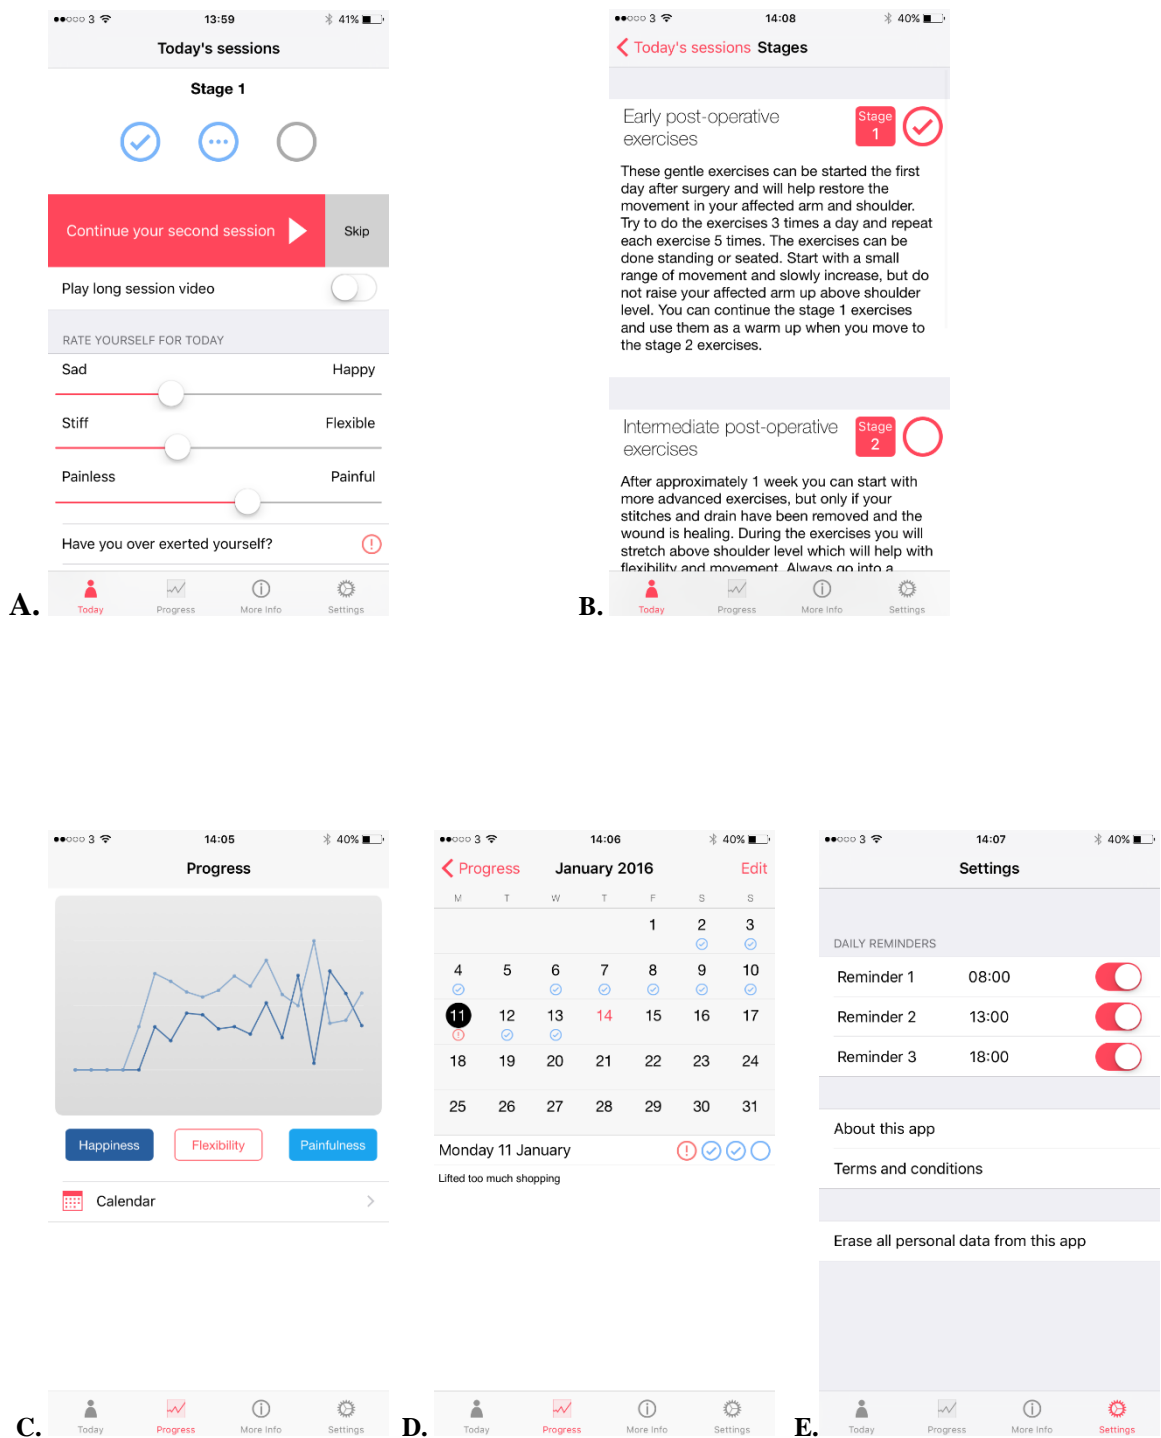 3 13:59 41%
Today's sessions
Stage 1
Continue your second session Skip
Play long session video
RATE YOURSELF FOR TODAY
Sad Happy
Stiff Flexible
Painless Painful
Have you over exerted yourself?
Today Progress More Info Settings
A.
3 14:08 40%
Today's sessions Stages
Early post-operative
exercises
Stage
1
These gentle exercises can be started the first
day after surgery and will help restore the
movement in your affected arm and shoulder.
Try to do the exercises 3 times a day and repeat
each exercise 5 times. The exercises can be
done standing or seated. Start with a small
range of movement and slowly increase, but do
not raise your affected arm up above shoulder
level. You can continue the stage 1 exercises
and use them as a warm up when you move to
the stage 2 exercises.
Intermediate post-operative
exercises
Stage
2
After approximately 1 week you can start with
more advanced exercises, but only if your
stitches and drain have been removed and the
wound is healing. During the exercises you will
stretch above shoulder level which will help with
flexibility and movement. Always go into a
Today Progress More Info Settings
B.
3 14:05 40%
Progress
Happiness Flexibility Painfulness
Calendar
Today Progress More Info Settings
C.
3 14:06 40%
Progress January 2016 Edit
M T W T F S S
1 2 3
4 5 6 7 8 9 10
11 12 13 14 15 16 17
18 19 20 21 22 23 24
25 26 27 28 29 30 31
Monday 11 January
Lifted too much shopping
Today Progress More Info Settings
D.
3 14:07 40%
Settings
DAILY REMINDERS
Reminder 1 08:00
Reminder 2 13:00
Reminder 3 18:00
About this app
Terms and conditions
Erase all personal data from this app
Today Progress More Info Settings
E.